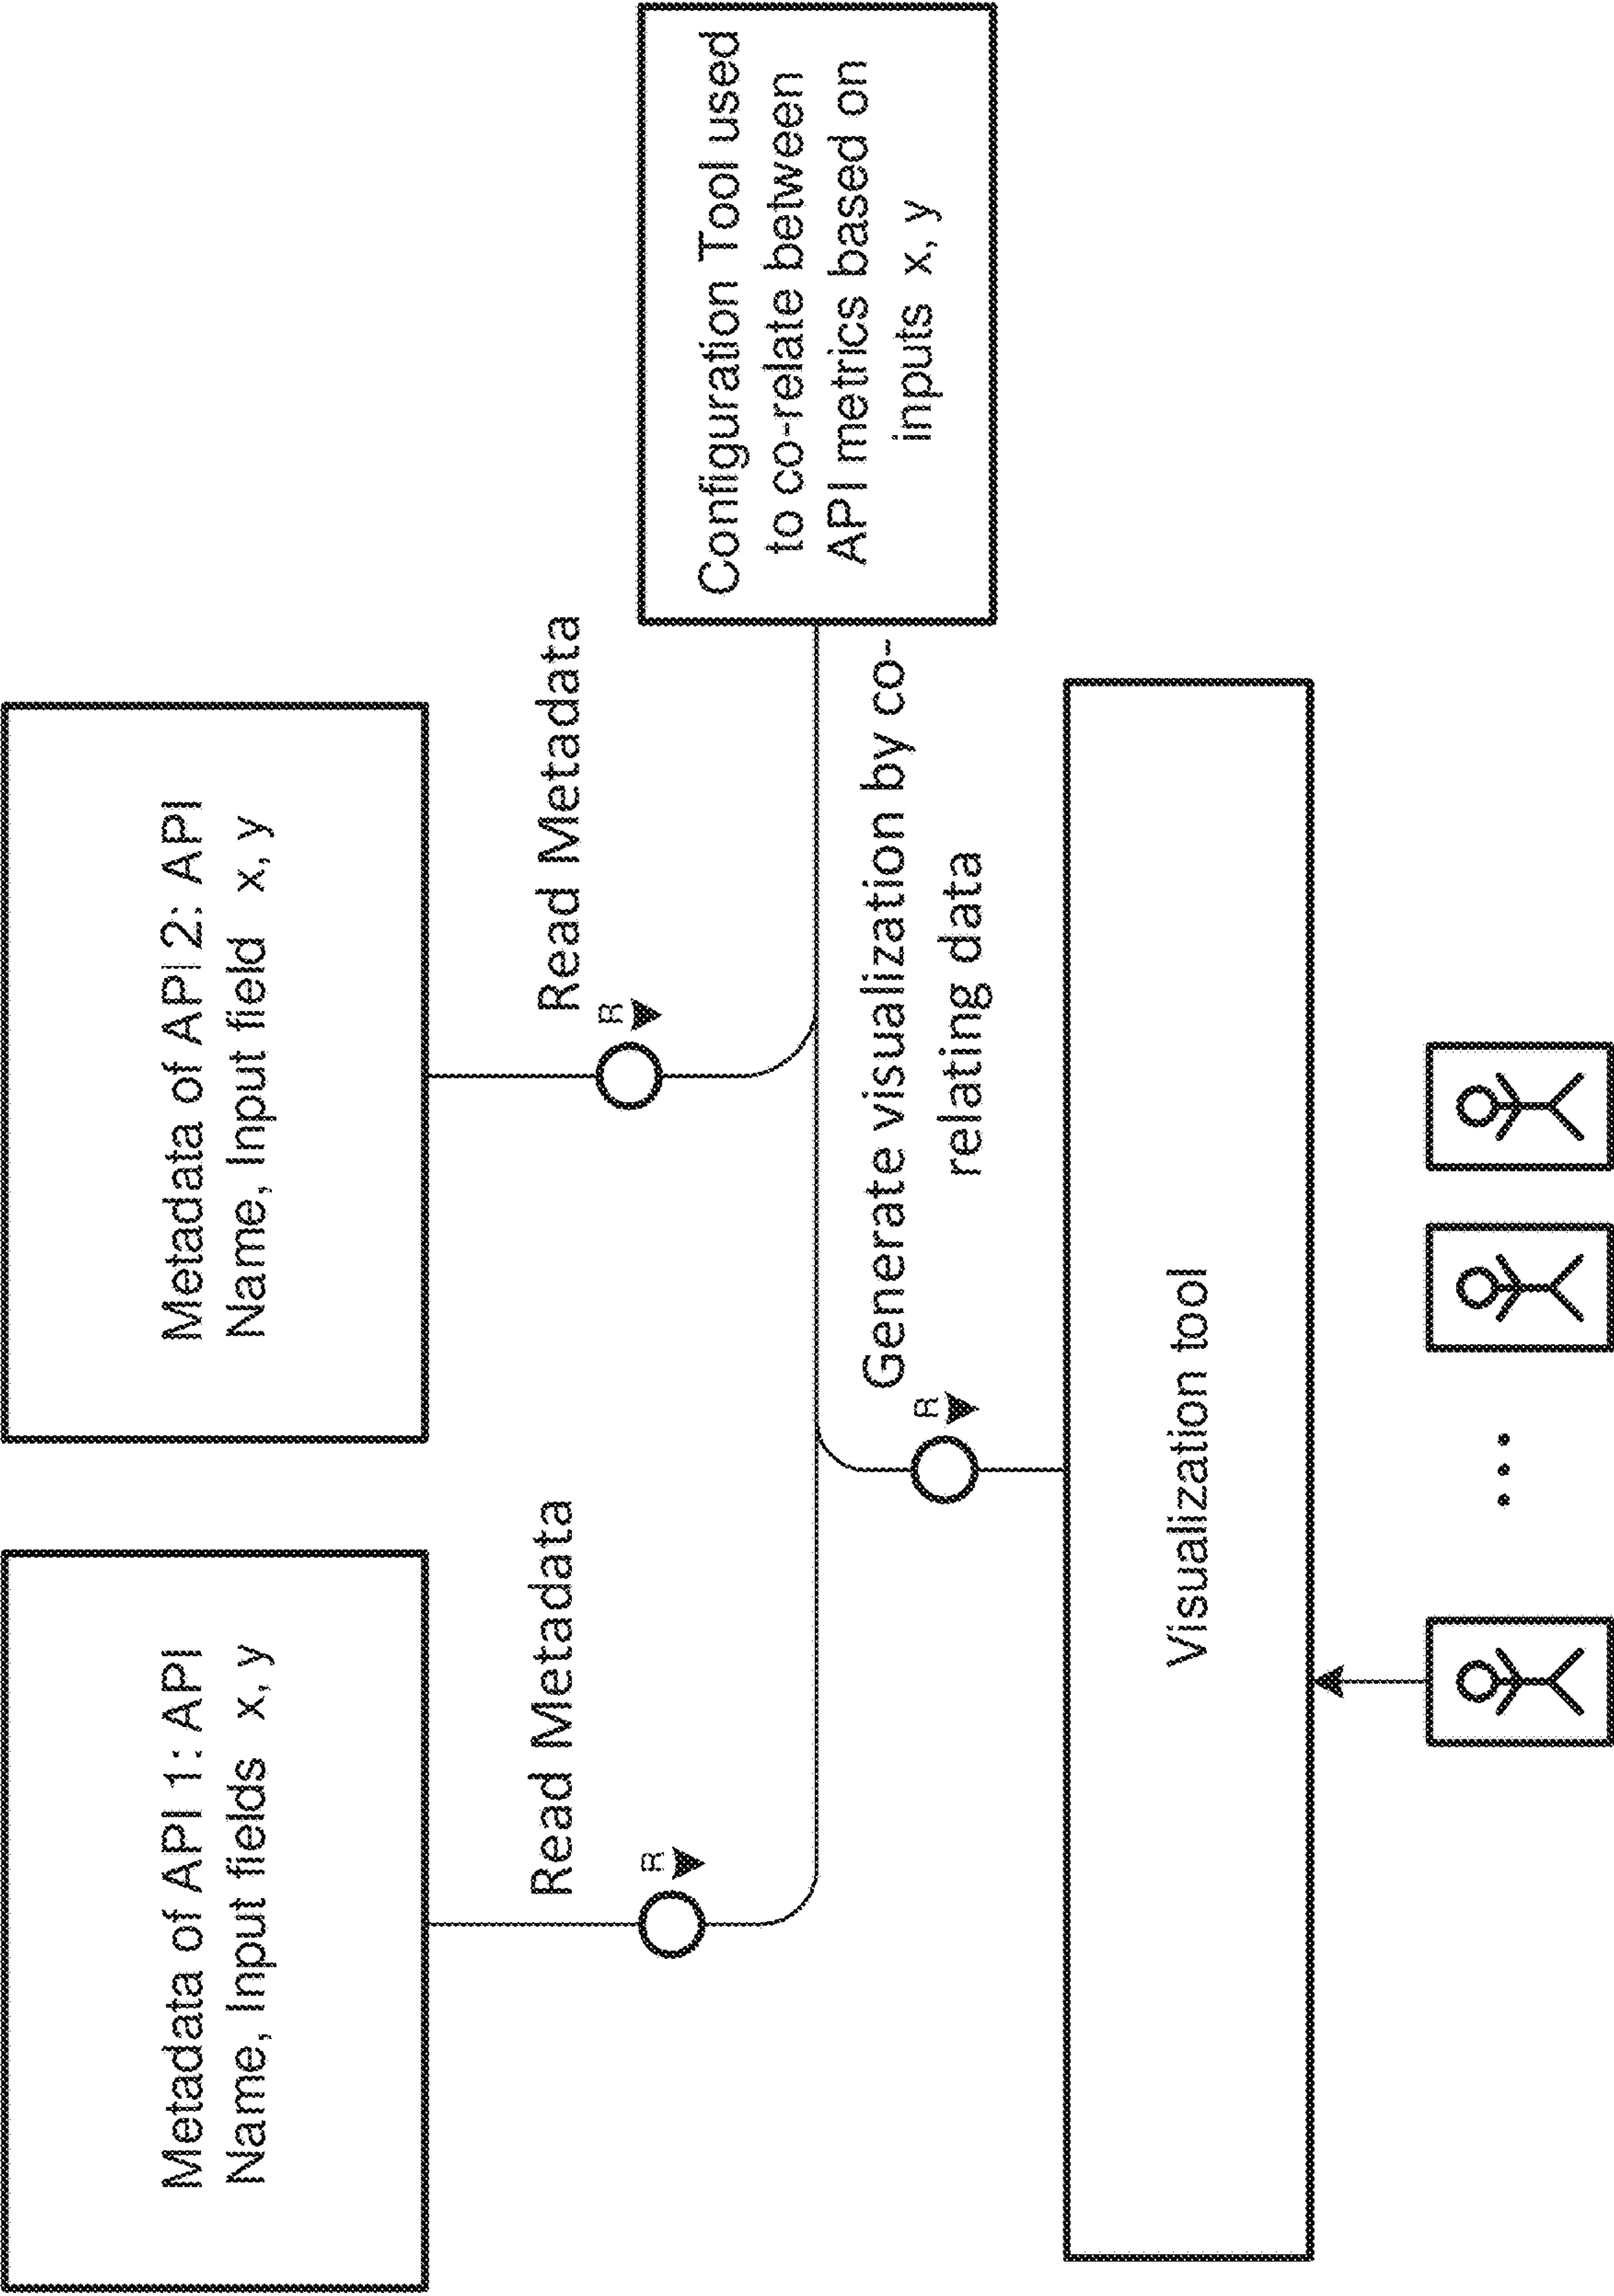 Metadata of API 1: API
Name, Input fields x, y
Metadata of API 2: API
Name, Input field x, y
Read Metadata
R
Read Metadata
R
Configuration Tool used
to co-relate between
API metrics based on
inputs x, y
R
Generate visualization by co-
relating data
Visualization tool